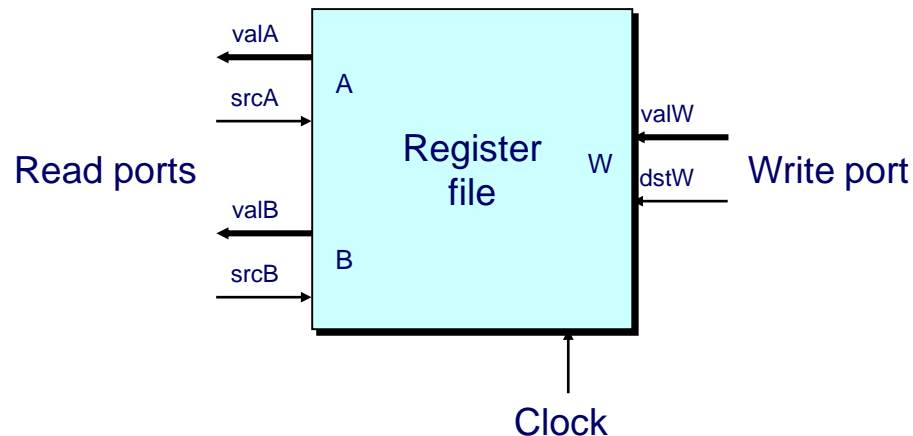 valA
A
srcA
valW
Register
file
W
Read ports
dstW
Write port
valB
B
srcB
Clock